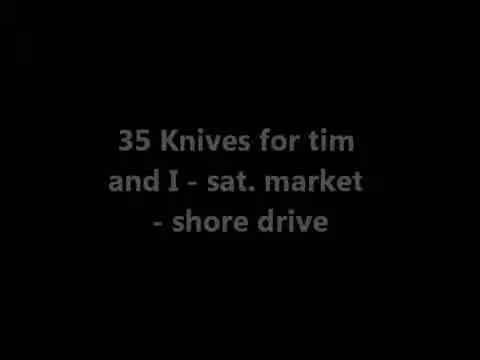 35 Knives for tim
and I - sat. market
- shore drive